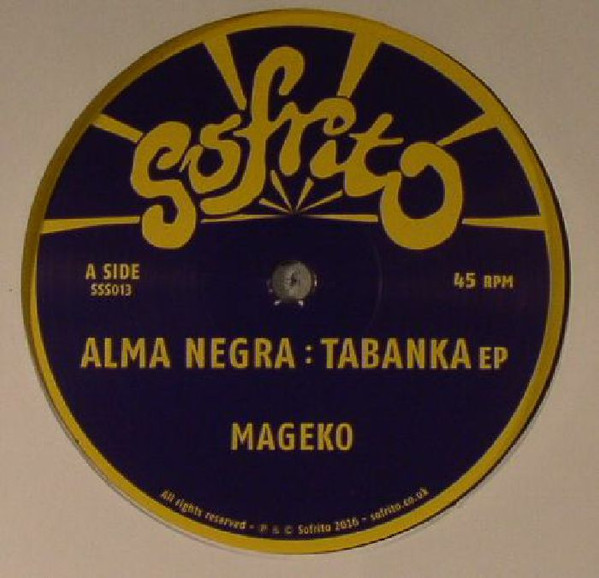 Sofrito
A SIDE
SSS013
45 RPM
ALMA NEGRA : TABANKA EP
MAGEKO
All rights reserved - ℗ & © Sofrito 2016 - sofrito.co.uk